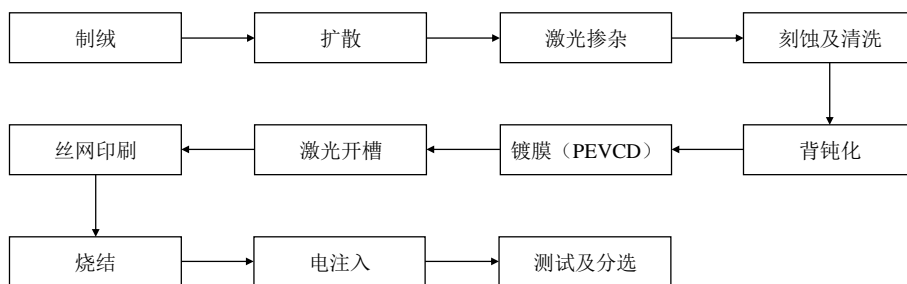 制绒
扩散
激光掺杂
刻蚀及清洗
背钝化
镀膜（PEVCD）
激光开槽
丝网印刷
烧结
电注入
测试及分选